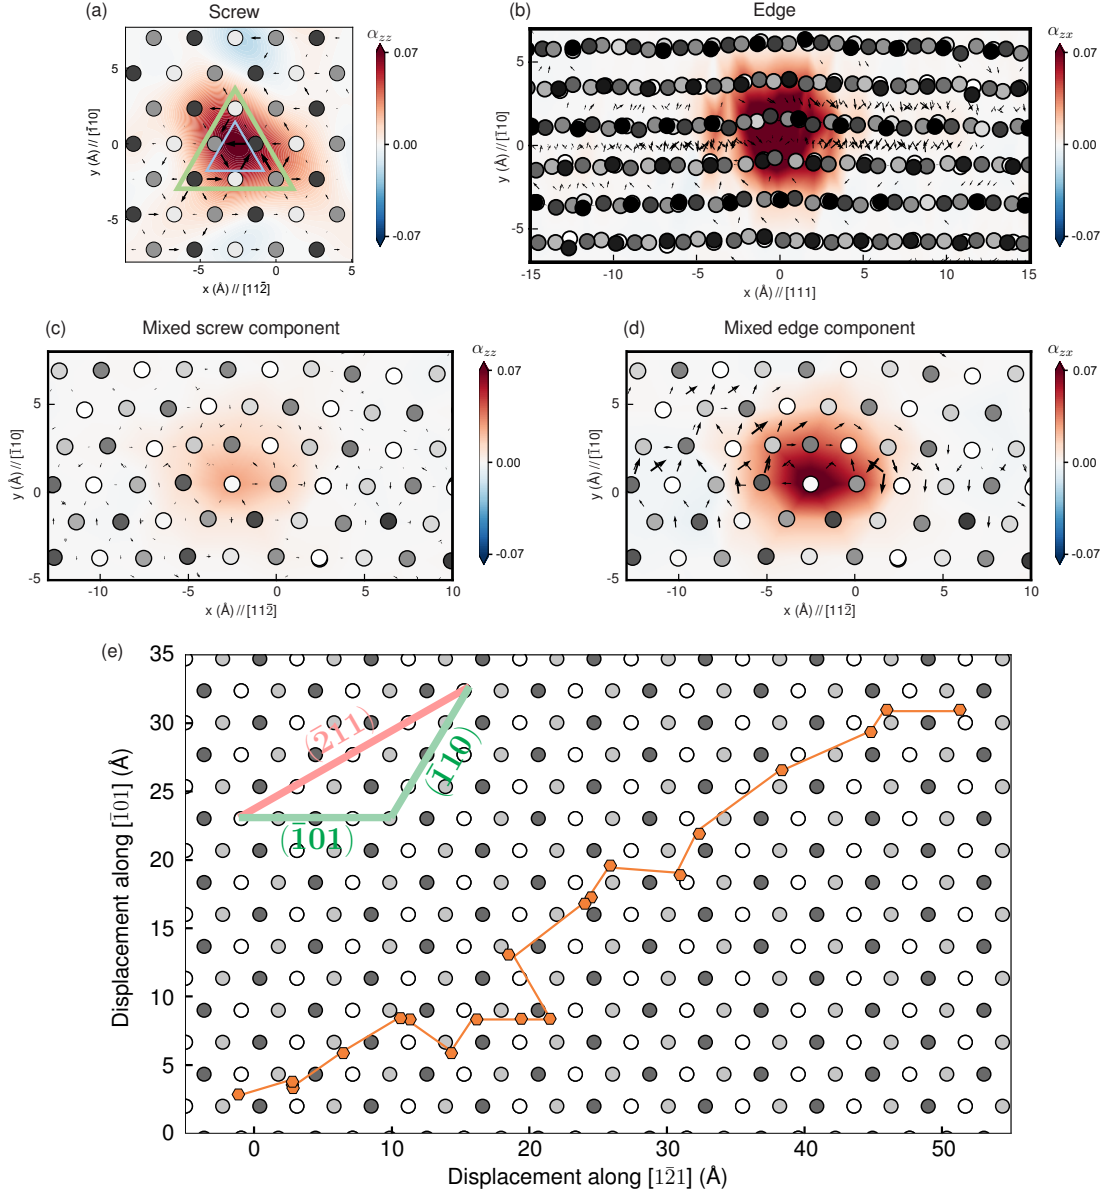 (a)
Screw
α_zz
0.07
0.00
-0.07
5
0
-5
y (Å) // [1̄10]
-5
0
5
x (Å) // [112̄]
(b)
Edge
α_zx
0.07
0.00
-0.07
5
0
-5
y (Å) // [1̄10]
-15
-10
-5
0
5
10
15
x (Å) // [111]
(c)
Mixed screw component
α_zz
0.07
0.00
-0.07
5
0
-5
y (Å) // [1̄10]
-10
-5
0
5
10
x (Å) // [112̄]
(d)
Mixed edge component
α_zx
0.07
0.00
-0.07
5
0
-5
y (Å) // [1̄10]
-10
-5
0
5
10
x (Å) // [112̄]
(e)
35
30
25
20
15
10
5
0
Displacement along [1̄01] (Å)
(2̄11)
(1̄10)
(1̄01)
0
10
20
30
40
50
Displacement along [12̄1] (Å)